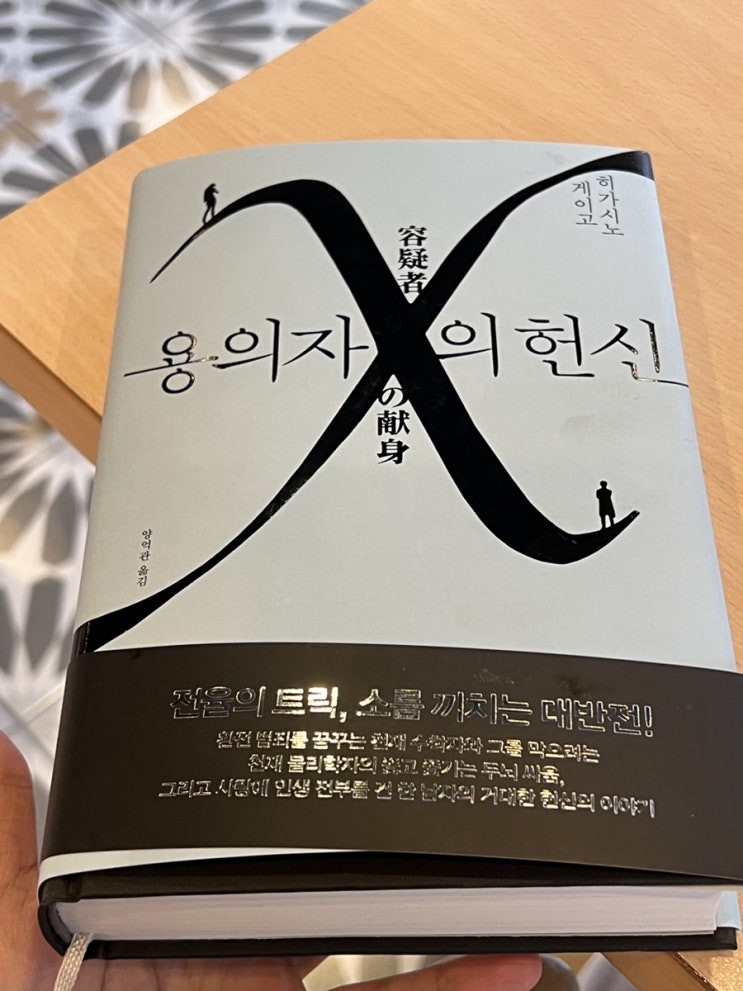 히가시노
게이고
容疑者
용의자 X의 헌신
の献身
양억관 옮김
전율의 트릭, 소름 끼치는 대반전!
완전 범죄를 꿈꾸는 천재 수학자와 그를 막으려는
천재 물리학자의 쫓고 쫓기는 두뇌 싸움,
그리고 사랑에 인생 전부를 건 한 남자의 거대한 헌신의 이야기